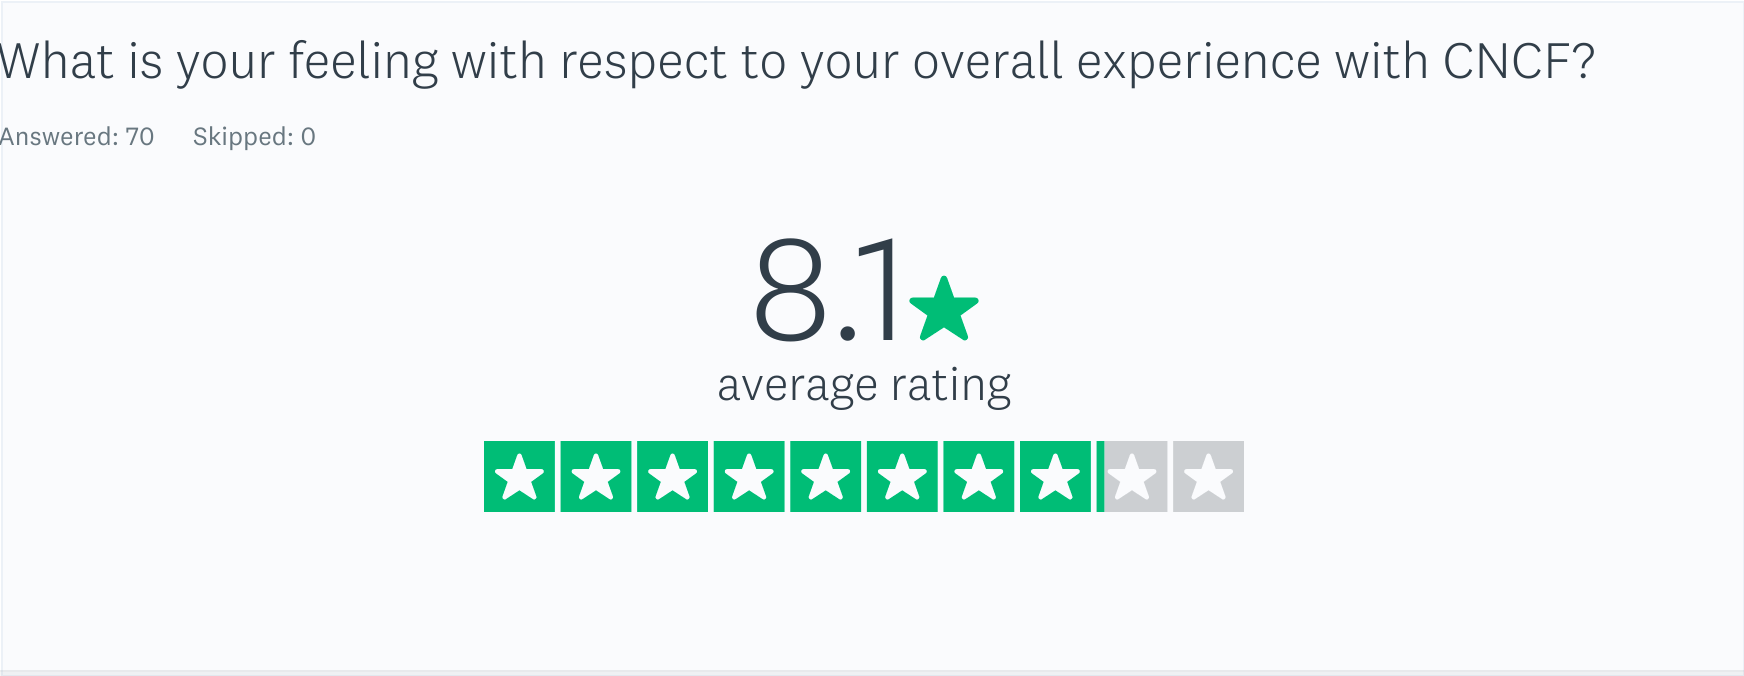 What is your feeling with respect to your overall experience with CNCF?
Answered: 70 Skipped: 0
8.1
average rating